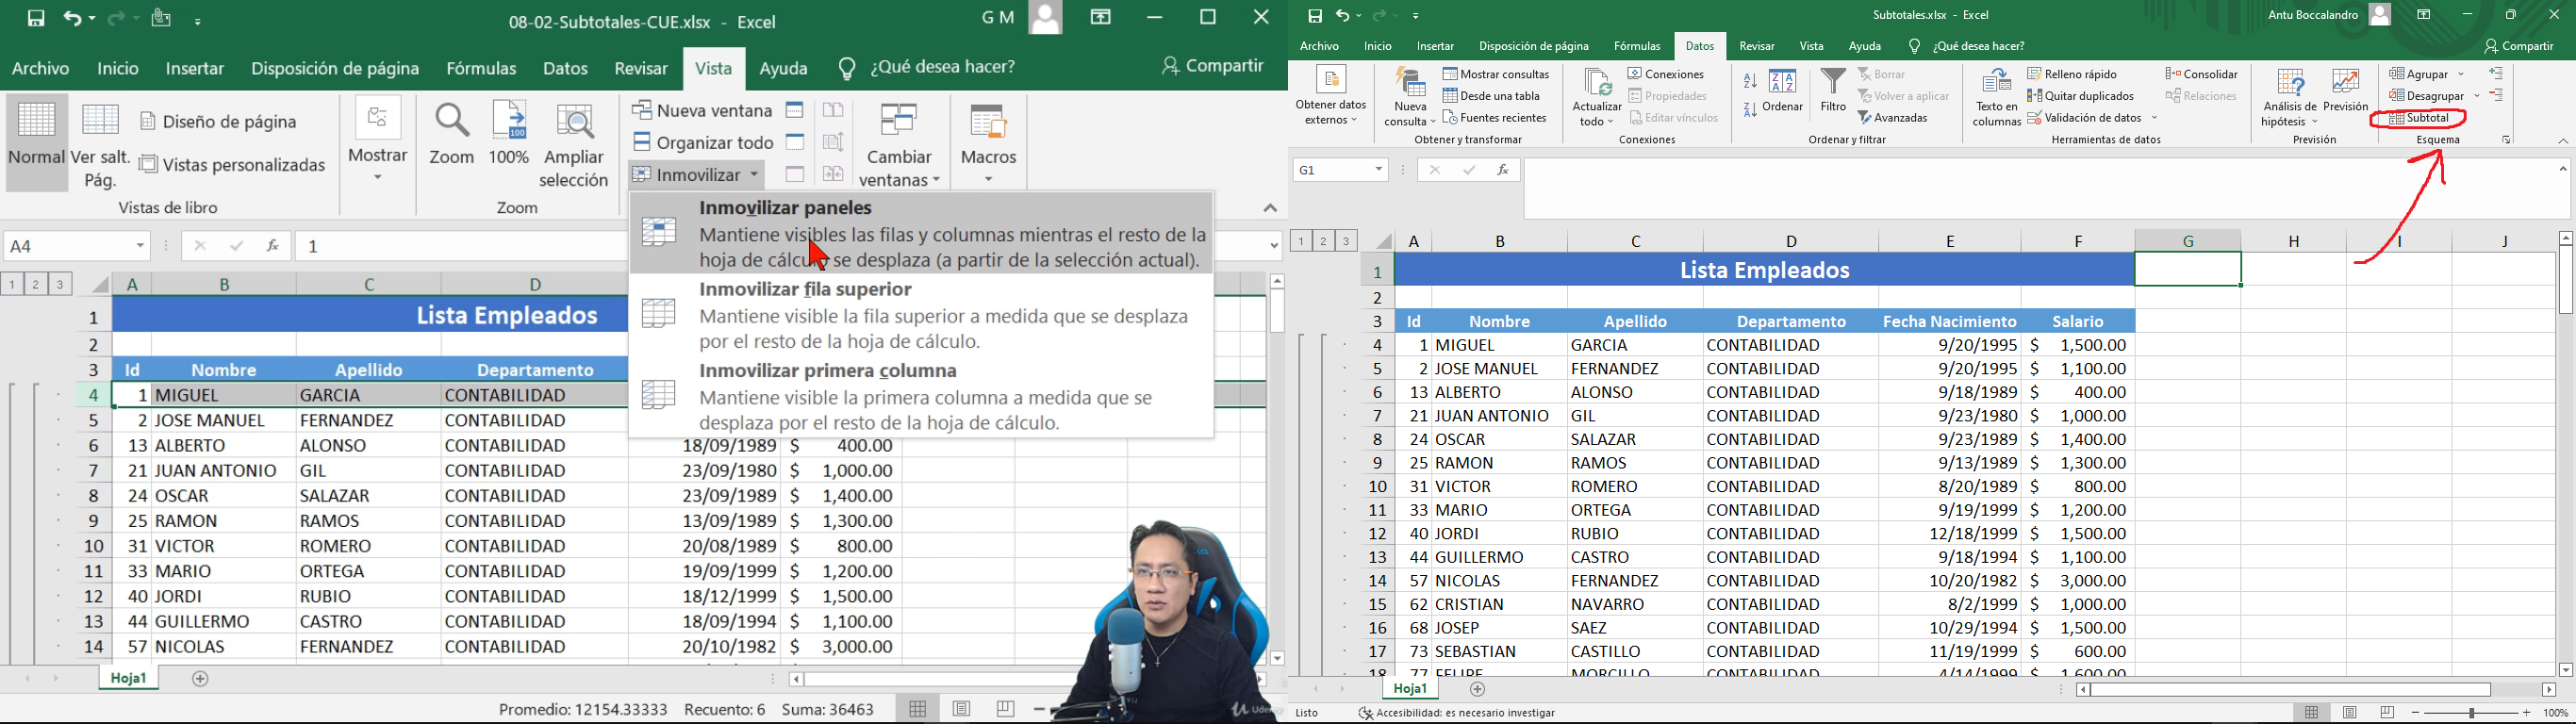 08-02-Subtotales-CUE.xlsx - Excel
G M
Archivo Inicio Insertar Disposición de página Fórmulas Datos Revisar Vista Ayuda ¿Qué desea hacer? Compartir
Normal
Ver salt. Pág.
Diseño de página
Vistas personalizadas
Vistas de libro
Mostrar
Zoom
100
100%
Ampliar selección
Zoom
Nueva ventana
Organizar todo
Inmovilizar
Cambiar ventanas
Macros
Inmovilizar paneles
Mantiene visibles las filas y columnas mientras el resto de la
hoja de cálculo se desplaza (a partir de la selección actual).
Inmovilizar fila superior
Mantiene visible la fila superior a medida que se desplaza
por el resto de la hoja de cálculo.
Inmovilizar primera columna
Mantiene visible la primera columna a medida que se
desplaza por el resto de la hoja de cálculo.
A4 fx 1
1 2 3 A B C D
1 Lista Empleados
2
3 Id Nombre Apellido Departamento
4 1 MIGUEL GARCIA CONTABILIDAD
5 2 JOSE MANUEL FERNANDEZ CONTABILIDAD
6 13 ALBERTO ALONSO CONTABILIDAD 18/09/1989 $ 400.00
7 21 JUAN ANTONIO GIL CONTABILIDAD 23/09/1980 $ 1,000.00
8 24 OSCAR SALAZAR CONTABILIDAD 23/09/1989 $ 1,400.00
9 25 RAMON RAMOS CONTABILIDAD 13/09/1989 $ 1,300.00
10 31 VICTOR ROMERO CONTABILIDAD 20/08/1989 $ 800.00
11 33 MARIO ORTEGA CONTABILIDAD 19/09/1999 $ 1,200.00
12 40 JORDI RUBIO CONTABILIDAD 18/12/1999 $ 1,500.00
13 44 GUILLERMO CASTRO CONTABILIDAD 18/09/1994 $ 1,100.00
14 57 NICOLAS FERNANDEZ CONTABILIDAD 20/10/1982 $ 3,000.00
Hoja1
Promedio: 12154.33333 Recuento: 6 Suma: 36463
Subtotales.xlsx - Excel
Antu Boccalandro
Archivo Inicio Insertar Disposición de página Fórmulas Datos Revisar Vista Ayuda ¿Qué desea hacer? Compartir
Obtener datos externos
Nueva consulta
Mostrar consultas
Desde una tabla
Fuentes recientes
Obtener y transformar
Actualizar todo
Conexiones
Propiedades
Editar vínculos
Conexiones
Ordenar
Filtro
Borrar
Volver a aplicar
Avanzadas
Ordenar y filtrar
Texto en columnas
Relleno rápido
Quitar duplicados
Validación de datos
Consolidar
Relaciones
Herramientas de datos
Análisis de hipótesis
Previsión
Previsión
Agrupar
Desagrupar
Subtotal
Esquema
G1 fx
1 2 3 A B C D E F G H I J
1 Lista Empleados
2
3 Id Nombre Apellido Departamento Fecha Nacimiento Salario
4 1 MIGUEL GARCIA CONTABILIDAD 9/20/1995 $ 1,500.00
5 2 JOSE MANUEL FERNANDEZ CONTABILIDAD 9/20/1995 $ 1,100.00
6 13 ALBERTO ALONSO CONTABILIDAD 9/18/1989 $ 400.00
7 21 JUAN ANTONIO GIL CONTABILIDAD 9/23/1980 $ 1,000.00
8 24 OSCAR SALAZAR CONTABILIDAD 9/23/1989 $ 1,400.00
9 25 RAMON RAMOS CONTABILIDAD 9/13/1989 $ 1,300.00
10 31 VICTOR ROMERO CONTABILIDAD 8/20/1989 $ 800.00
11 33 MARIO ORTEGA CONTABILIDAD 9/19/1999 $ 1,200.00
12 40 JORDI RUBIO CONTABILIDAD 12/18/1999 $ 1,500.00
13 44 GUILLERMO CASTRO CONTABILIDAD 9/18/1994 $ 1,100.00
14 57 NICOLAS FERNANDEZ CONTABILIDAD 10/20/1982 $ 3,000.00
15 62 CRISTIAN NAVARRO CONTABILIDAD 8/2/1999 $ 1,000.00
16 68 JOSEP SAEZ CONTABILIDAD 10/29/1994 $ 1,500.00
17 73 SEBASTIAN CASTILLO CONTABILIDAD 11/19/1999 $ 600.00
18 77 FELIPE MORCILLO CONTABILIDAD 4/14/1999 $ 1,600.00
Hoja1
Listo Accesibilidad: es necesario investigar 100%